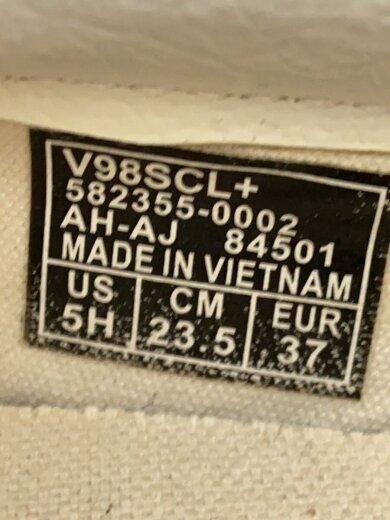 V98SCL+
582355-0002
AH-AJ 84501
MADE IN VIETNAM
US CM EUR
5H 23.5 37